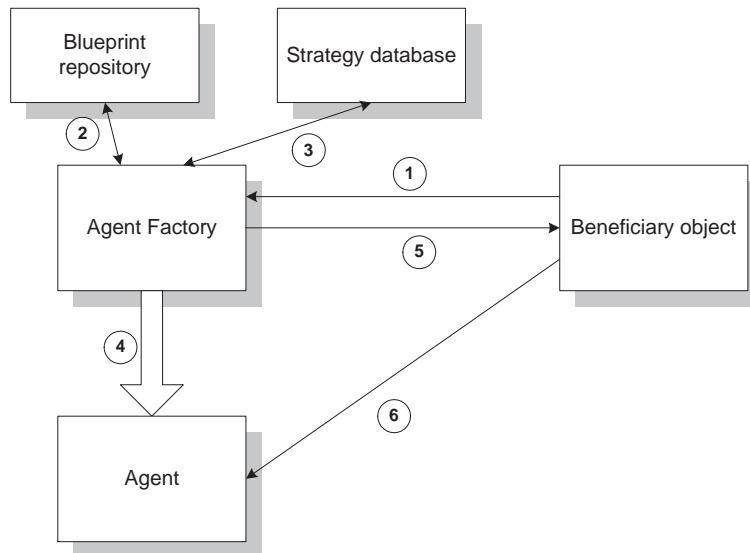 Blueprint
repository
Strategy database
2
3
1
Agent Factory
Beneficiary object
5
4
6
Agent